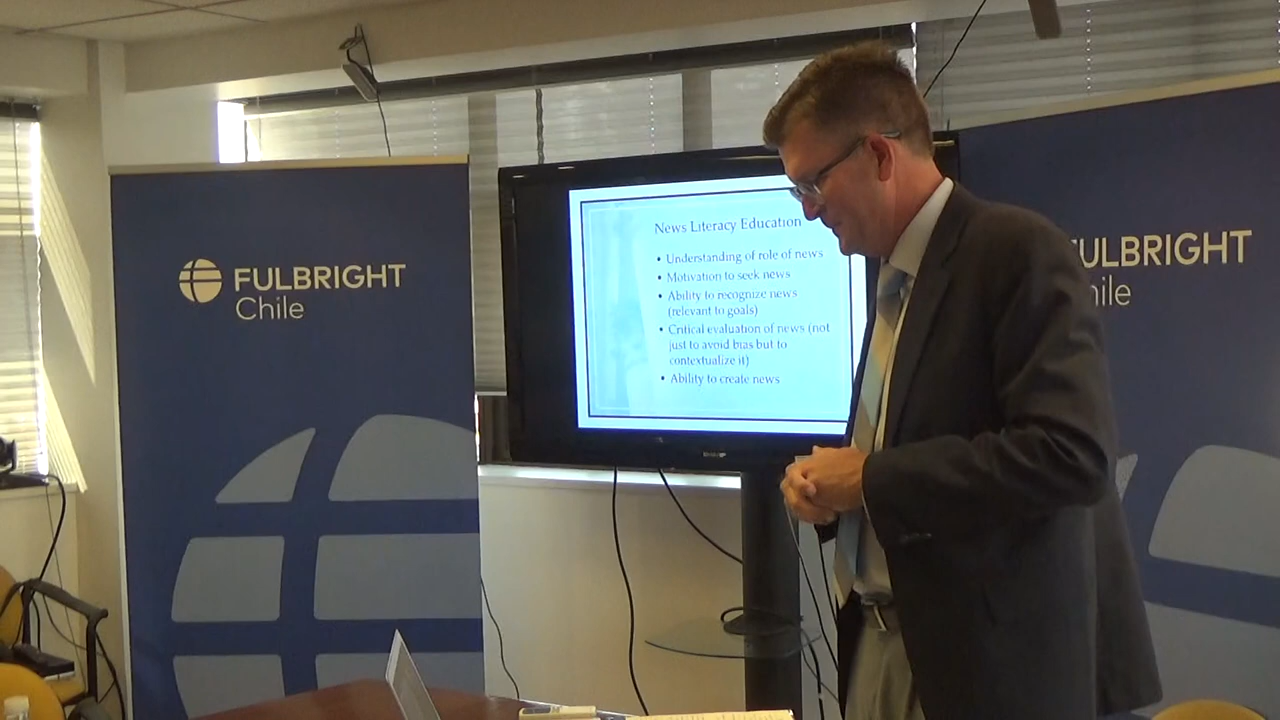 FULBRIGHT
Chile
News Literacy Education
• Understanding of role of news
• Motivation to seek news
• Ability to recognize news
(relevant to goals)
• Critical evaluation of news (not
just to avoid bias but to
contextualize it)
• Ability to create news
SHARP
ULBRIGHT
hile